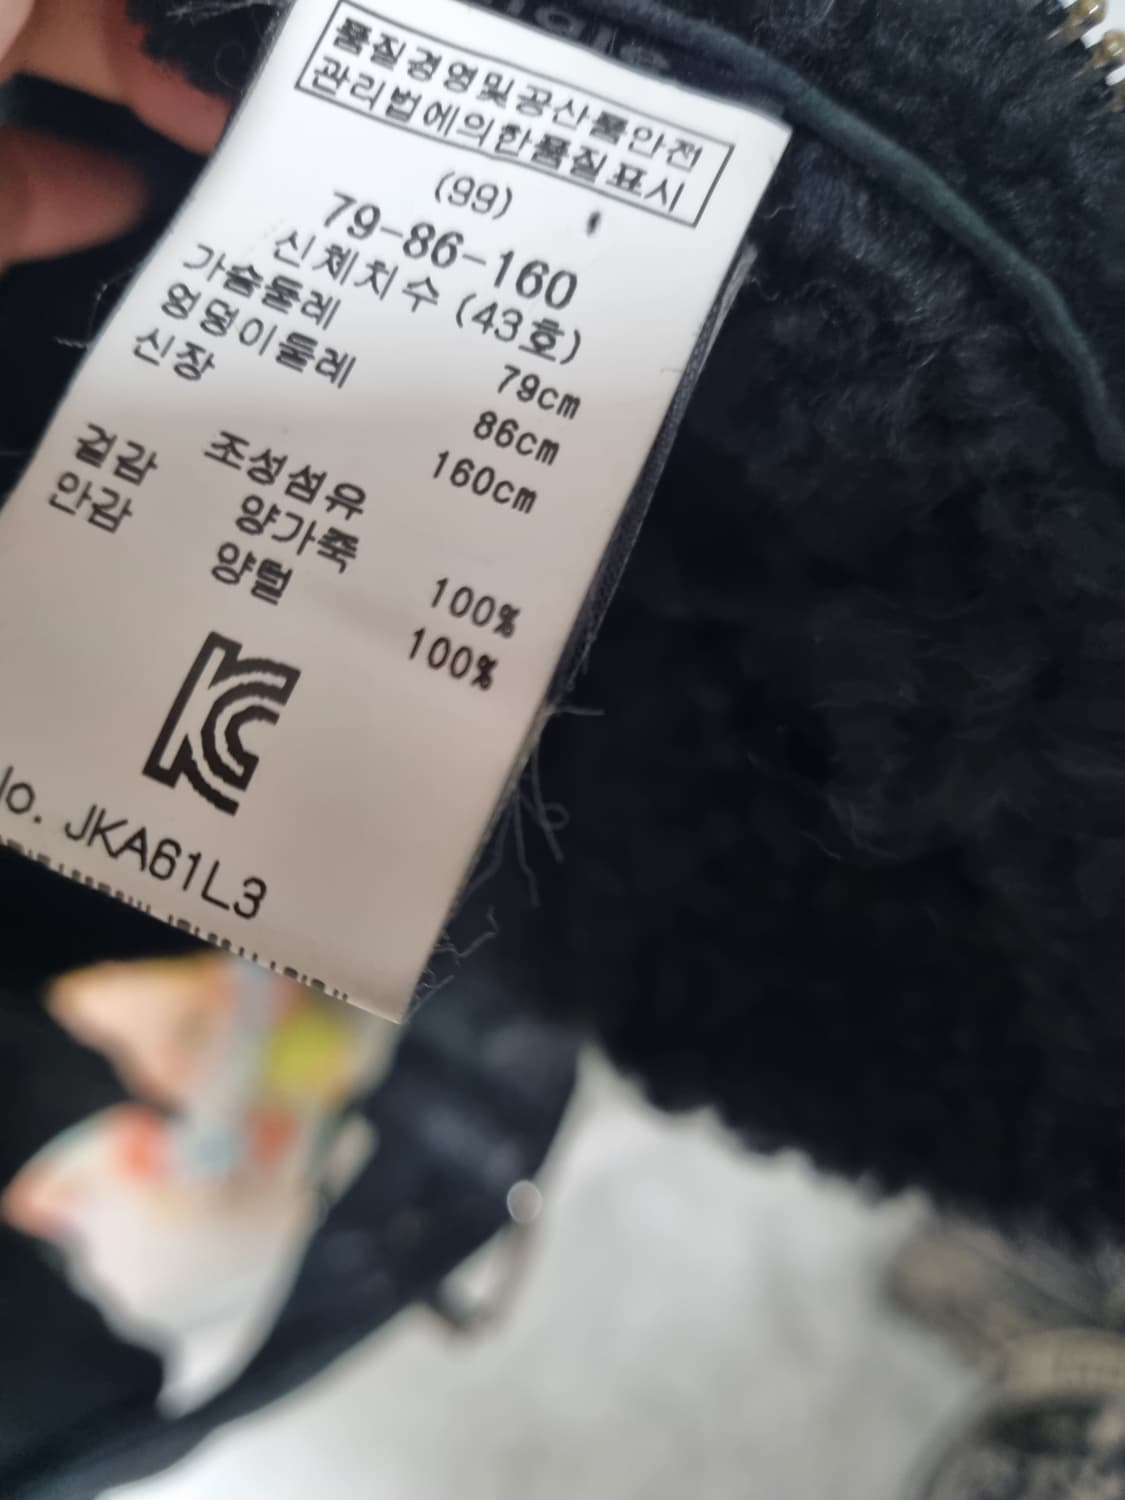 품질경영및공산품안전
관리법에의한품질표시
(99)
79-86-160
신체치수 (43호)
가슴둘레 79cm
엉덩이둘레 86cm
신장 160cm
조성섬유
겉감 양가죽 100%
안감 양털 100%
KC
lo. JKA61L3